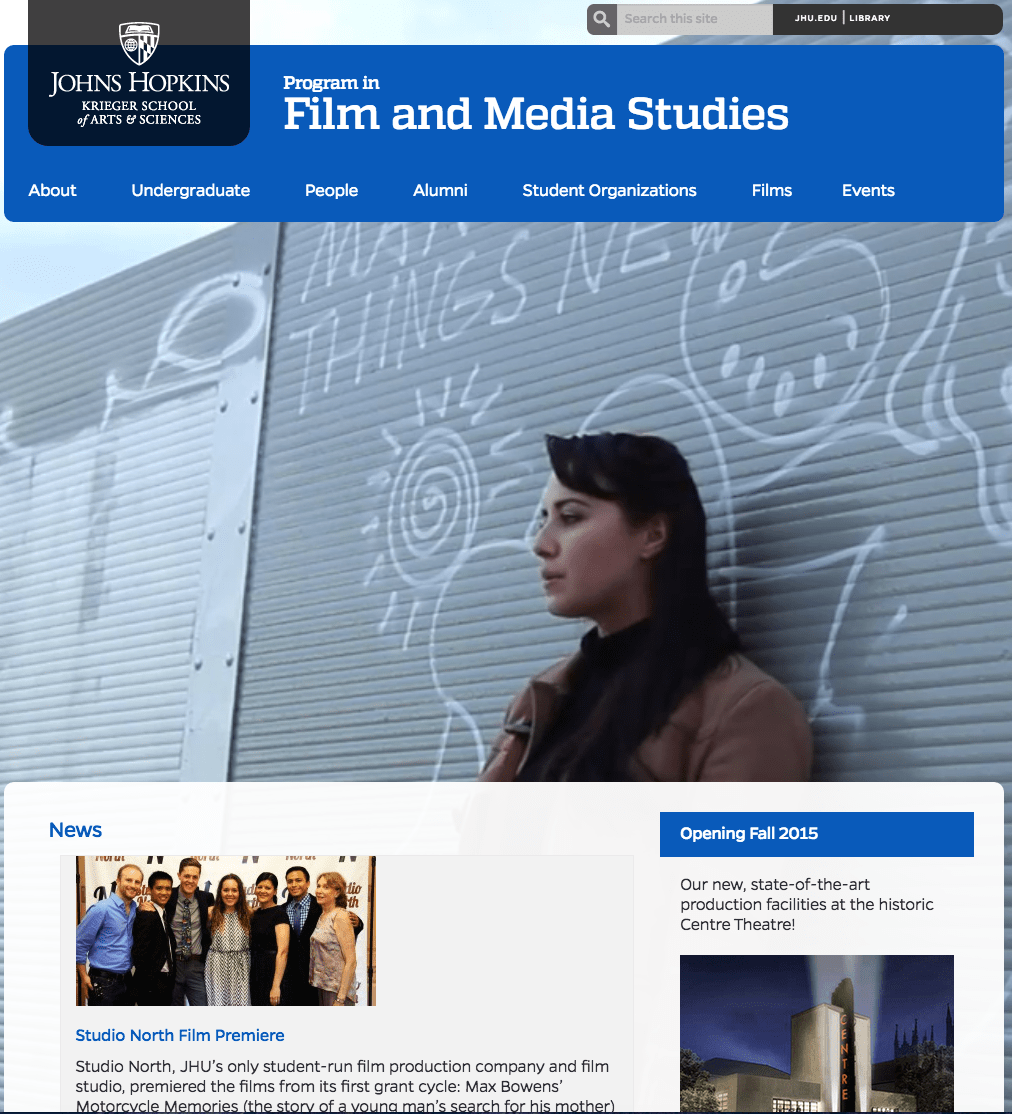 Search this site
JHU.EDU | LIBRARY
JOHNS HOPKINS
KRIEGER SCHOOL
of ARTS & SCIENCES
Program in
Film and Media Studies
About Undergraduate People Alumni Student Organizations Films Events
THINGS NEW
News
Studio North Film Premiere
Studio North, JHU's only student-run film production company and film
studio, premiered the films from its first grant cycle: Max Bowens'
Motorcycle Memories (the story of a young man's search for his mother)
Opening Fall 2015
Our new, state-of-the-art
production facilities at the historic
Centre Theatre!
CENTRE